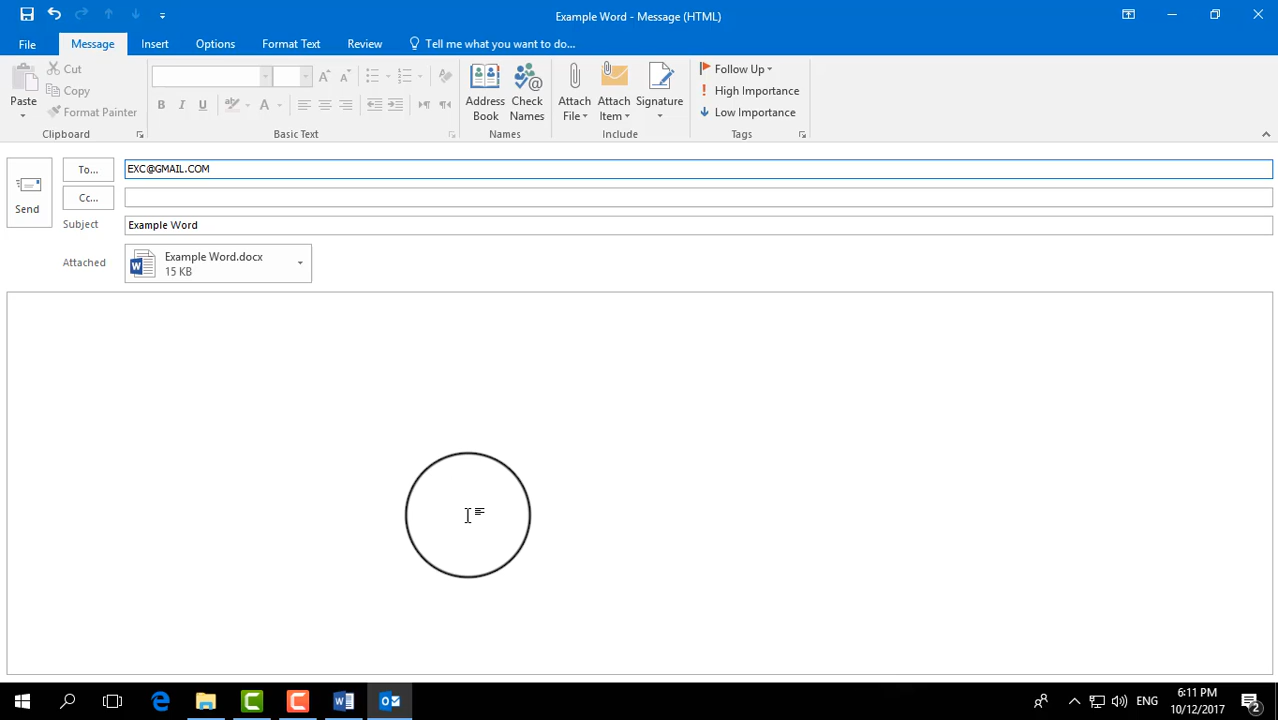 Example Word - Message (HTML)
File Message Insert Options Format Text Review Tell me what you want to do...
Paste
Cut
Copy
Format Painter
Clipboard
B I U A
Basic Text
Address Book
Check Names
Names
Attach File
Attach Item
Signature
Include
Follow Up
High Importance
Low Importance
Tags
Send
To... EXC@GMAIL.COM
Cc...
Subject Example Word
Attached Example Word.docx
15 KB
ENG
6:11 PM
10/12/2017
2